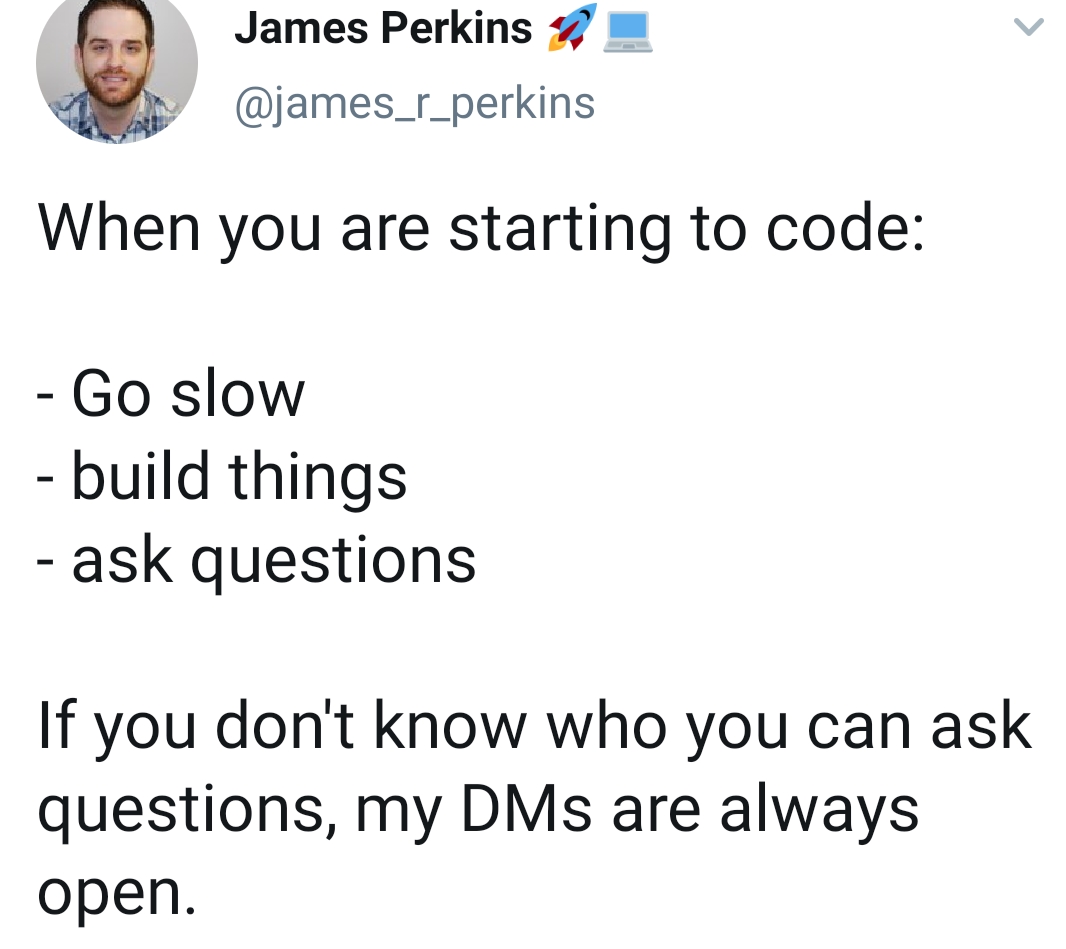 James Perkins 🚀💻
@james_r_perkins
When you are starting to code:
- Go slow
- build things
- ask questions
If you don't know who you can ask
questions, my DMs are always
open.